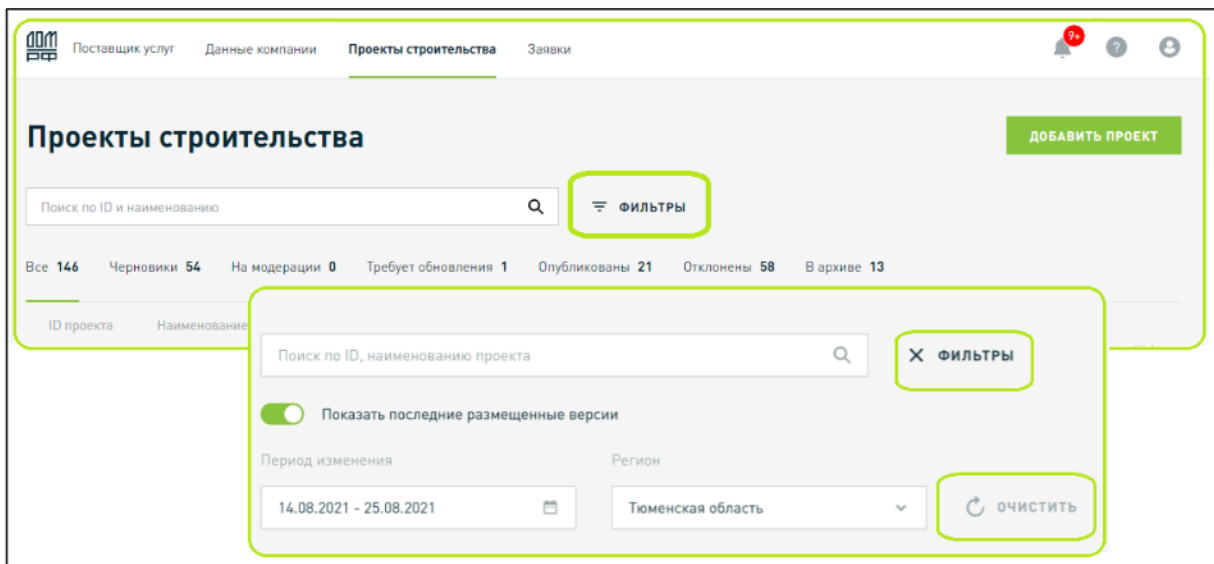 ДОМ РФ Поставщик услуг Данные компании Проекты строительства Заявки 9+ ?
Проекты строительства ДОБАВИТЬ ПРОЕКТ
Поиск по ID и наименованию ФИЛЬТРЫ
Все 146 Черновики 54 На модерации 0 Требует обновления 1 Опубликованы 21 Отклонены 58 В архиве 13
ID проекта Наименование
Поиск по ID, наименованию проекта ФИЛЬТРЫ
Показать последние размещенные версии
Период изменения Регион
14.08.2021 - 25.08.2021 Тюменская область ОЧИСТИТЬ